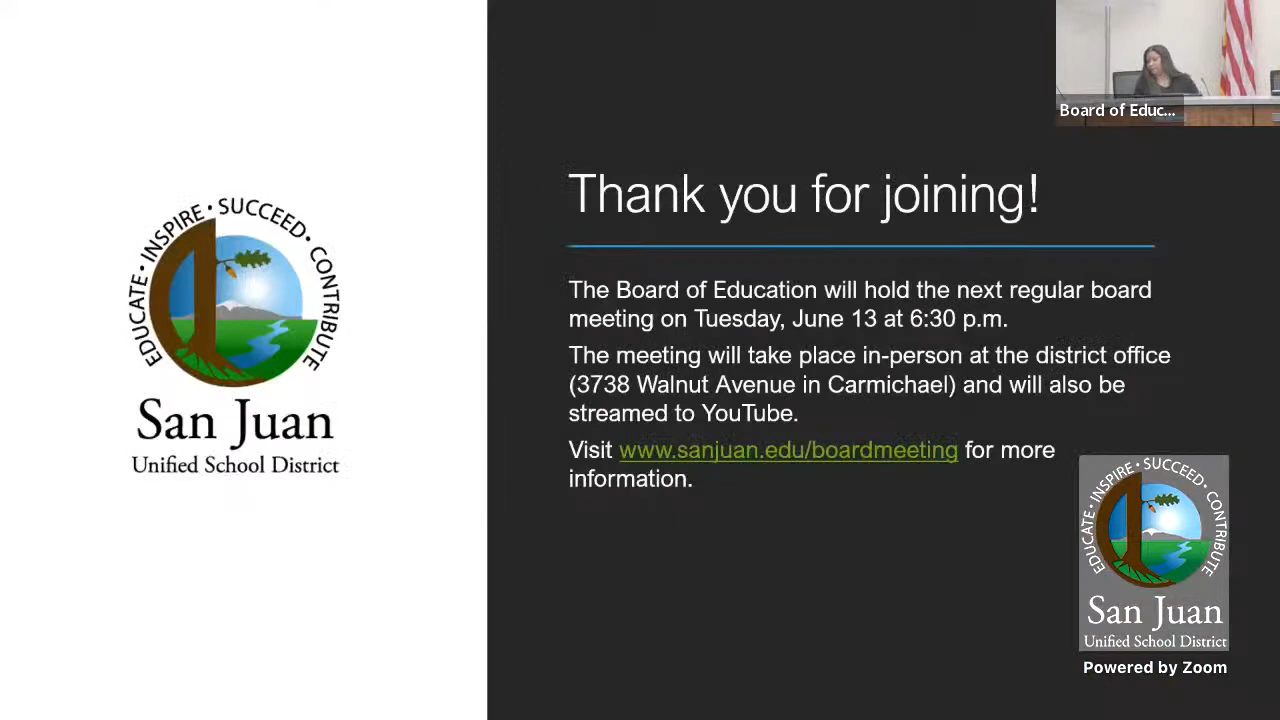 Board of Educ...
EDUCATE • INSPIRE • SUCCEED • CONTRIBUTE
San Juan
Unified School District
Thank you for joining!
The Board of Education will hold the next regular board
meeting on Tuesday, June 13 at 6:30 p.m.
The meeting will take place in-person at the district office
(3738 Walnut Avenue in Carmichael) and will also be
streamed to YouTube.
Visit www.sanjuan.edu/boardmeeting for more
information.
EDUCATE • INSPIRE • SUCCEED • CONTRIBUTE
San Juan
Unified School District
Powered by Zoom